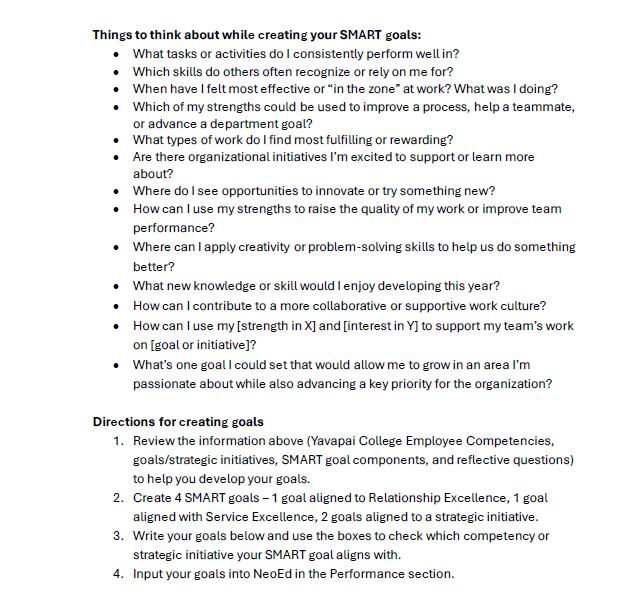 Things to think about while creating your SMART goals:
• What tasks or activities do I consistently perform well in?
• Which skills do others often recognize or rely on me for?
• When have I felt most effective or “in the zone” at work? What was I doing?
• Which of my strengths could be used to improve a process, help a teammate,
or advance a department goal?
• What types of work do I find most fulfilling or rewarding?
• Are there organizational initiatives I’m excited to support or learn more
about?
• Where do I see opportunities to innovate or try something new?
• How can I use my strengths to raise the quality of my work or improve team
performance?
• Where can I apply creativity or problem-solving skills to help us do something
better?
• What new knowledge or skill would I enjoy developing this year?
• How can I contribute to a more collaborative or supportive work culture?
• How can I use my [strength in X] and [interest in Y] to support my team’s work
on [goal or initiative]?
• What’s one goal I could set that would allow me to grow in an area I’m
passionate about while also advancing a key priority for the organization?
Directions for creating goals
1. Review the information above (Yavapai College Employee Competencies,
goals/strategic initiatives, SMART goal components, and reflective questions)
to help you develop your goals.
2. Create 4 SMART goals – 1 goal aligned to Relationship Excellence, 1 goal
aligned with Service Excellence, 2 goals aligned to a strategic initiative.
3. Write your goals below and use the boxes to check which competency or
strategic initiative your SMART goal aligns with.
4. Input your goals into NeoEd in the Performance section.